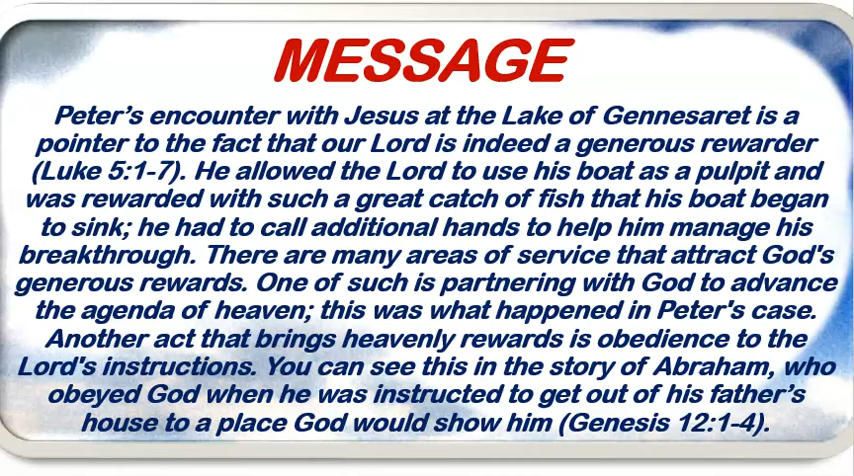 MESSAGE
Peter’s encounter with Jesus at the Lake of Gennesaret is a
pointer to the fact that our Lord is indeed a generous rewarder
(Luke 5:1-7). He allowed the Lord to use his boat as a pulpit and
was rewarded with such a great catch of fish that his boat began
to sink; he had to call additional hands to help him manage his
breakthrough. There are many areas of service that attract God's
generous rewards. One of such is partnering with God to advance
the agenda of heaven; this was what happened in Peter's case.
Another act that brings heavenly rewards is obedience to the
Lord's instructions. You can see this in the story of Abraham, who
obeyed God when he was instructed to get out of his father’s
house to a place God would show him (Genesis 12:1-4).